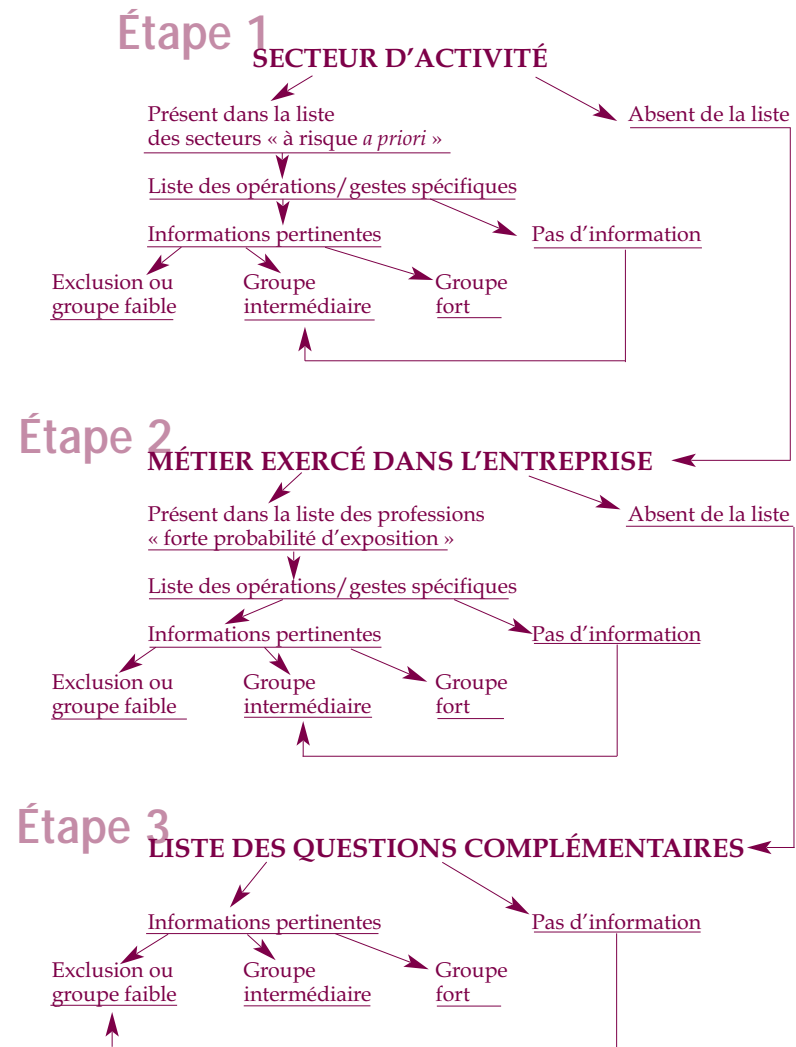 Étape 1
SECTEUR D’ACTIVITÉ
Présent dans la liste
des secteurs « à risque a priori »
Absent de la liste
Liste des opérations/gestes spécifiques
Informations pertinentes
Pas d’information
Exclusion ou
groupe faible
Groupe
intermédiaire
Groupe
fort
Étape 2
MÉTIER EXERCÉ DANS L’ENTREPRISE
Présent dans la liste des professions
« forte probabilité d’exposition »
Absent de la liste
Liste des opérations/gestes spécifiques
Informations pertinentes
Pas d’information
Exclusion ou
groupe faible
Groupe
intermédiaire
Groupe
fort
Étape 3
LISTE DES QUESTIONS COMPLÉMENTAIRES
Informations pertinentes
Pas d’information
Exclusion ou
groupe faible
Groupe
intermédiaire
Groupe
fort